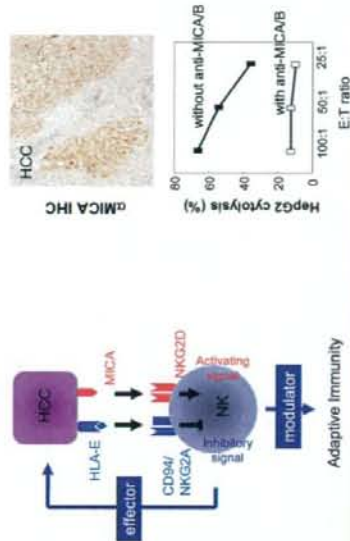 HCC
HLA-E
MICA
CD94/
NKG2A
NKG2D
Activating
Inhibitory
signal
NK
effector
modulator
Adaptive Immunity
αMICA IHC
HCC
HepG2 cytolysis (%)
80
60
40
20
0
without anti-MICA/B
with anti-MICA/B
100:1
50:1
25:1
E:T ratio